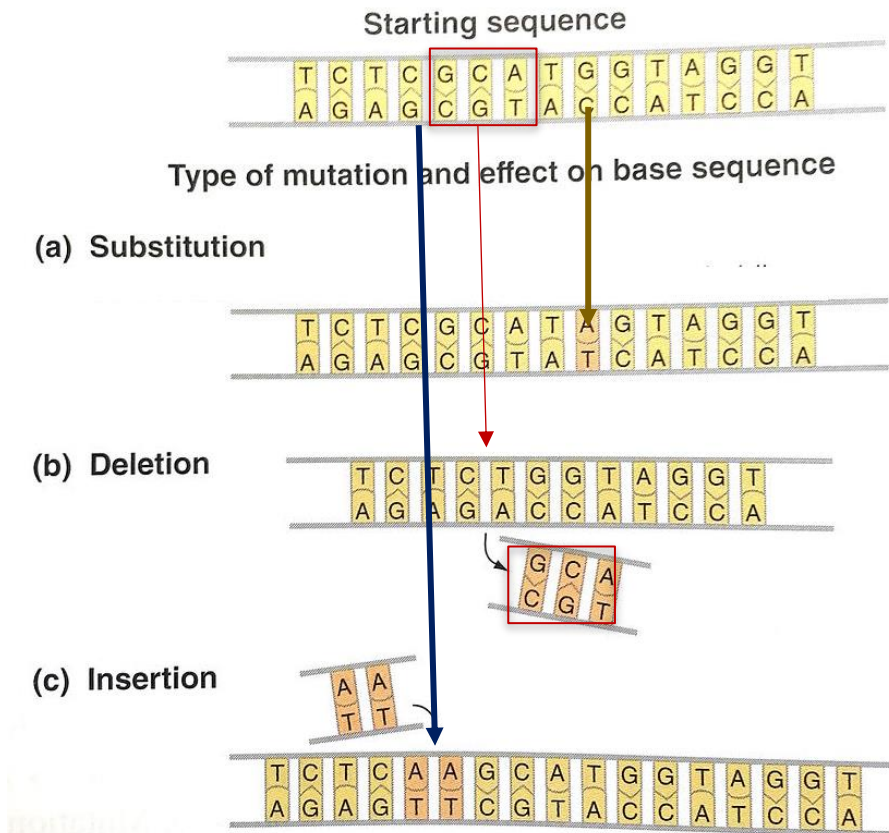 Starting sequence
T C T C G C A T G G T A G G T
A G A G C G T A C C A T C C A
Type of mutation and effect on base sequence
(a) Substitution
T C T C G C A T A G T A G G T
A G A G C G T A T C A T C C A
(b) Deletion
T C T C T G G T A G G T
A G A G A C C A T C C A
G C A
C G T
(c) Insertion
A A
T T
T C T C A A G C A T G G T A G G T
A G A G T T C G T A C C A T C C A